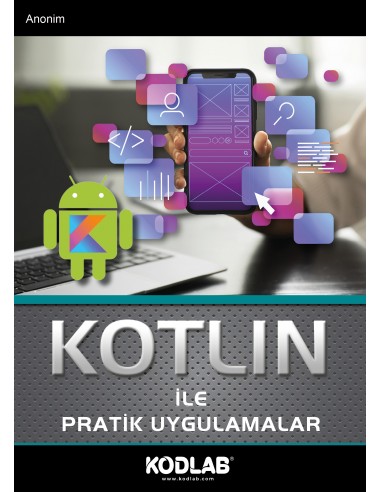 Anonim
</>
KOTLIN
İLE
PRATİK UYGULAMALAR
KODLAB®
www.kodlab.com